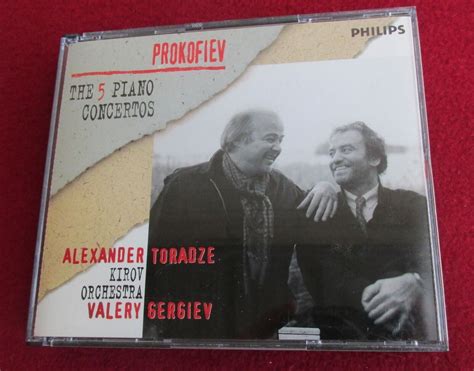 PROKOFIEV
PHILIPS
THE 5 PIANO
CONCERTOS
ALEXANDER TORADZE
KIROV
ORCHESTRA
VALERY GERGIEV